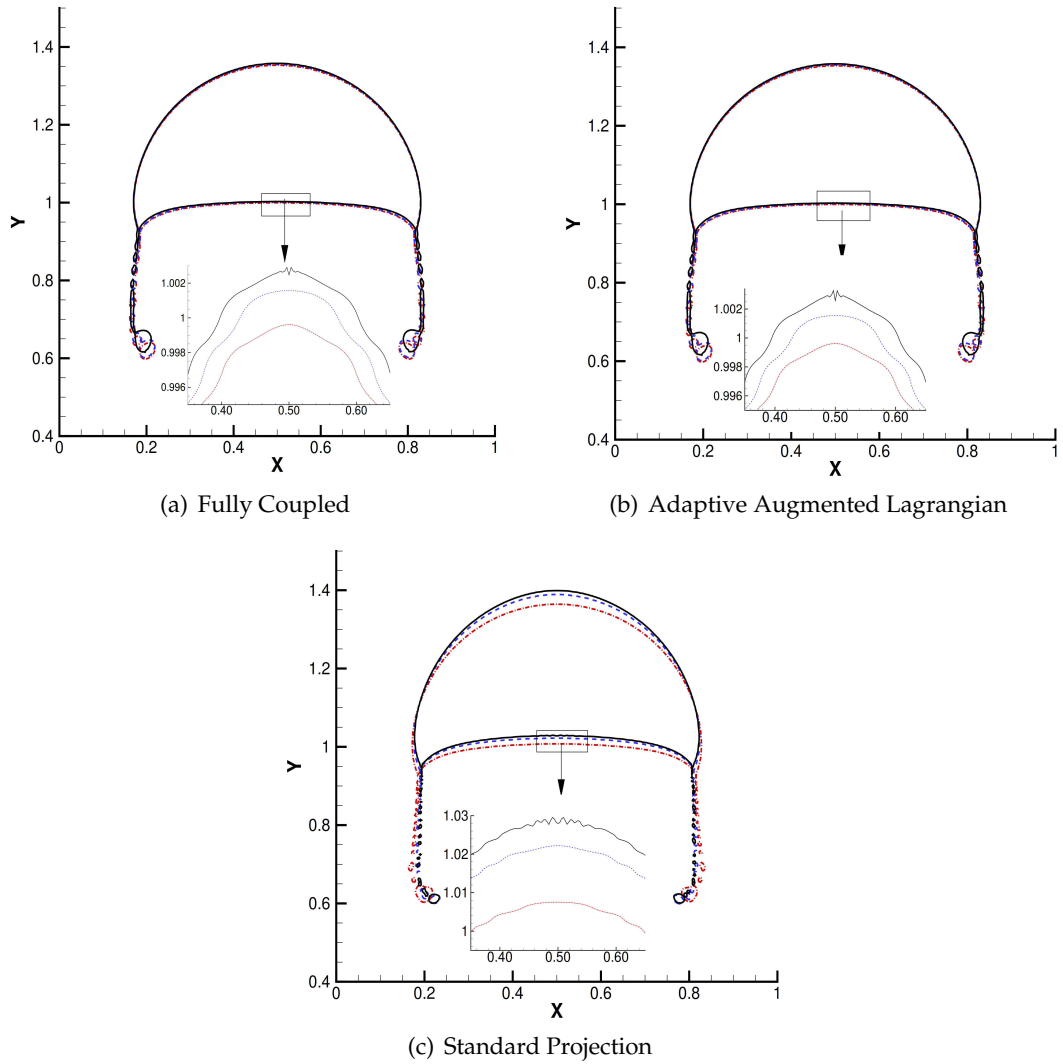 1.4
1.2
1
0.8
0.6
0.4
Y
1.002
1
0.998
0.996
0.40 0.50 0.60
0 0.2 0.4 0.6 0.8 1
X
(a) Fully Coupled
1.4
1.2
1
0.8
0.6
0.4
Y
1.002
1
0.998
0.996
0.40 0.50 0.60
0 0.2 0.4 0.6 0.8 1
X
(b) Adaptive Augmented Lagrangian
1.4
1.2
1
0.8
0.6
0.4
Y
1.03
1.02
1.01
1
0.40 0.50 0.60
0 0.2 0.4 0.6 0.8 1
X
(c) Standard Projection